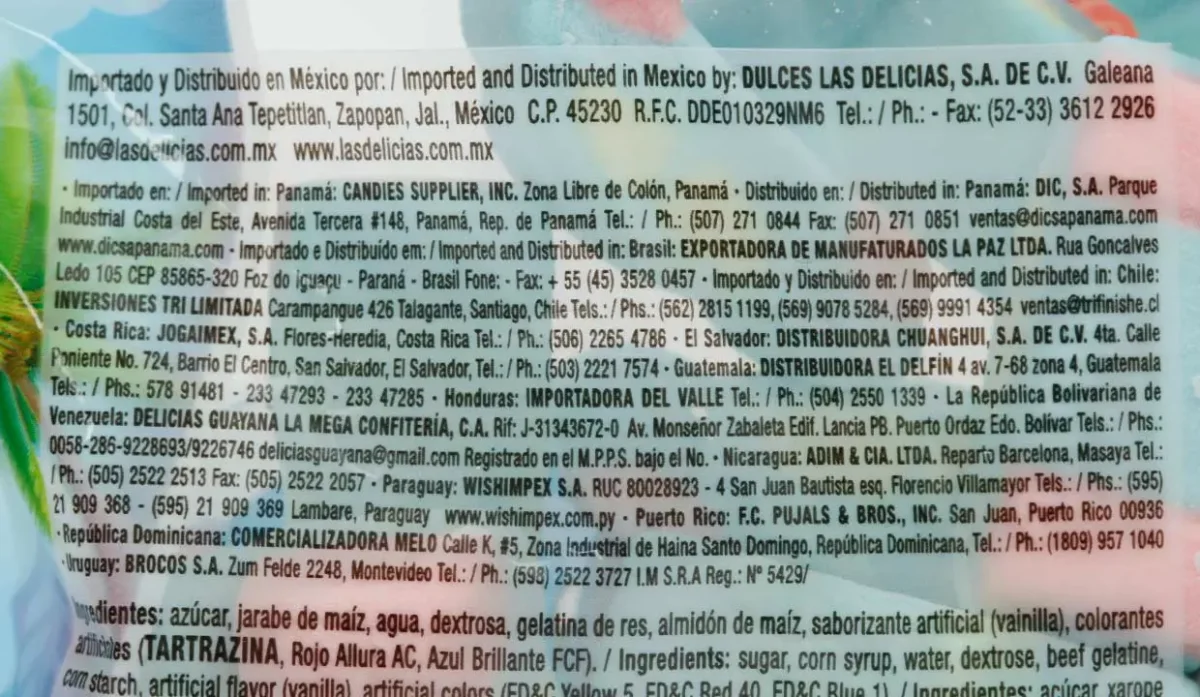 Importado y Distribuido en México por: / Imported and Distributed in Mexico by: DULCES LAS DELICIAS, S.A. DE C.V. Galeana
1501, Col. Santa Ana Tepetitlan, Zapopan, Jal., México C.P. 45230 R.F.C. DDE010329NM6 Tel.: / Ph.: - Fax: (52-33) 3612 2926
info@lasdelicias.com.mx www.lasdelicias.com.mx
· Importado en: / Imported in: Panamá: CANDIES SUPPLIER, INC. Zona Libre de Colón, Panamá · Distribuido en: / Distributed in: Panamá: DIC, S.A. Parque
Industrial Costa del Este, Avenida Tercera #148, Panamá, Rep. de Panamá Tel.: / Ph.: (507) 271 0844 Fax: (507) 271 0851 ventas@dicsapanama.com
www.dicsapanama.com · Importado e Distribuído em: / Imported and Distributed in: Brasil: EXPORTADORA DE MANUFATURADOS LA PAZ LTDA. Rua Goncalves
Ledo 105 CEP 85865-320 Foz do iguaçu - Paraná - Brasil Fone: - Fax: + 55 (45) 3528 0457 · Importado y Distribuido en: / Imported and Distributed in: Chile:
INVERSIONES TRI LIMITADA Carampangue 426 Talagante, Santiago, Chile Tels.: / Phs.: (562) 2815 1199, (569) 9078 5284, (569) 9991 4354 ventas@trifinishe.cl
· Costa Rica: JOGAIMEX, S.A. Flores-Heredia, Costa Rica Tel.: / Ph.: (506) 2265 4786 · El Salvador: DISTRIBUIDORA CHUANGHUI, S.A. DE C.V. 4ta. Calle
Poniente No. 724, Barrio El Centro, San Salvador, El Salvador, Tel.: / Ph.: (503) 2221 7574 · Guatemala: DISTRIBUIDORA EL DELFÍN 4 av. 7-68 zona 4, Guatemala
Tels.: / Phs.: 578 91481 - 233 47293 - 233 47285 · Honduras: IMPORTADORA DEL VALLE Tel.: / Ph.: (504) 2550 1339 · La República Bolivariana de
Venezuela: DELICIAS GUAYANA LA MEGA CONFITERÍA, C.A. Rif: J-31343672-0 Av. Monseñor Zabaleta Edif. Lancia PB. Puerto Ordaz Edo. Bolívar Tels.: / Phs.:
0058-286-9228693/9226746 deliciasguayana@gmail.com Registrado en el M.P.P.S. bajo el No. · Nicaragua: ADIM & CIA. LTDA. Reparto Barcelona, Masaya Tel.:
/ Ph.: (505) 2522 2513 Fax: (505) 2522 2057 · Paraguay: WISHIMPEX S.A. RUC 80028923 - 4 San Juan Bautista esq. Florencio Villamayor Tels.: / Phs.: (595)
21 909 368 - (595) 21 909 369 Lambare, Paraguay www.wishimpex.com.py · Puerto Rico: F.C. PUJALS & BROS., INC. San Juan, Puerto Rico 00936
· República Dominicana: COMERCIALIZADORA MELO Calle K, #5, Zona Industrial de Haina Santo Domingo, República Dominicana, Tel.: / Ph.: (1809) 957 1040
· Uruguay: BROCOS S.A. Zum Felde 2248, Montevideo Tel.: / Ph.: (598) 2522 3727 I.M S.R.A Reg.: N° 5429/
Ingredientes: azúcar, jarabe de maíz, agua, dextrosa, gelatina de res, almidón de maíz, saborizante artificial (vainilla), colorantes
artificiales (TARTRAZINA, Rojo Allura AC, Azul Brillante FCF). / Ingredients: sugar, corn syrup, water, dextrose, beef gelatine,
corn starch, artificial flavor (vanilla), artificial colors (FD&C Yellow 5, FD&C Red 40, FD&C Blue 1). / Ingredientes: açúcar, xarope